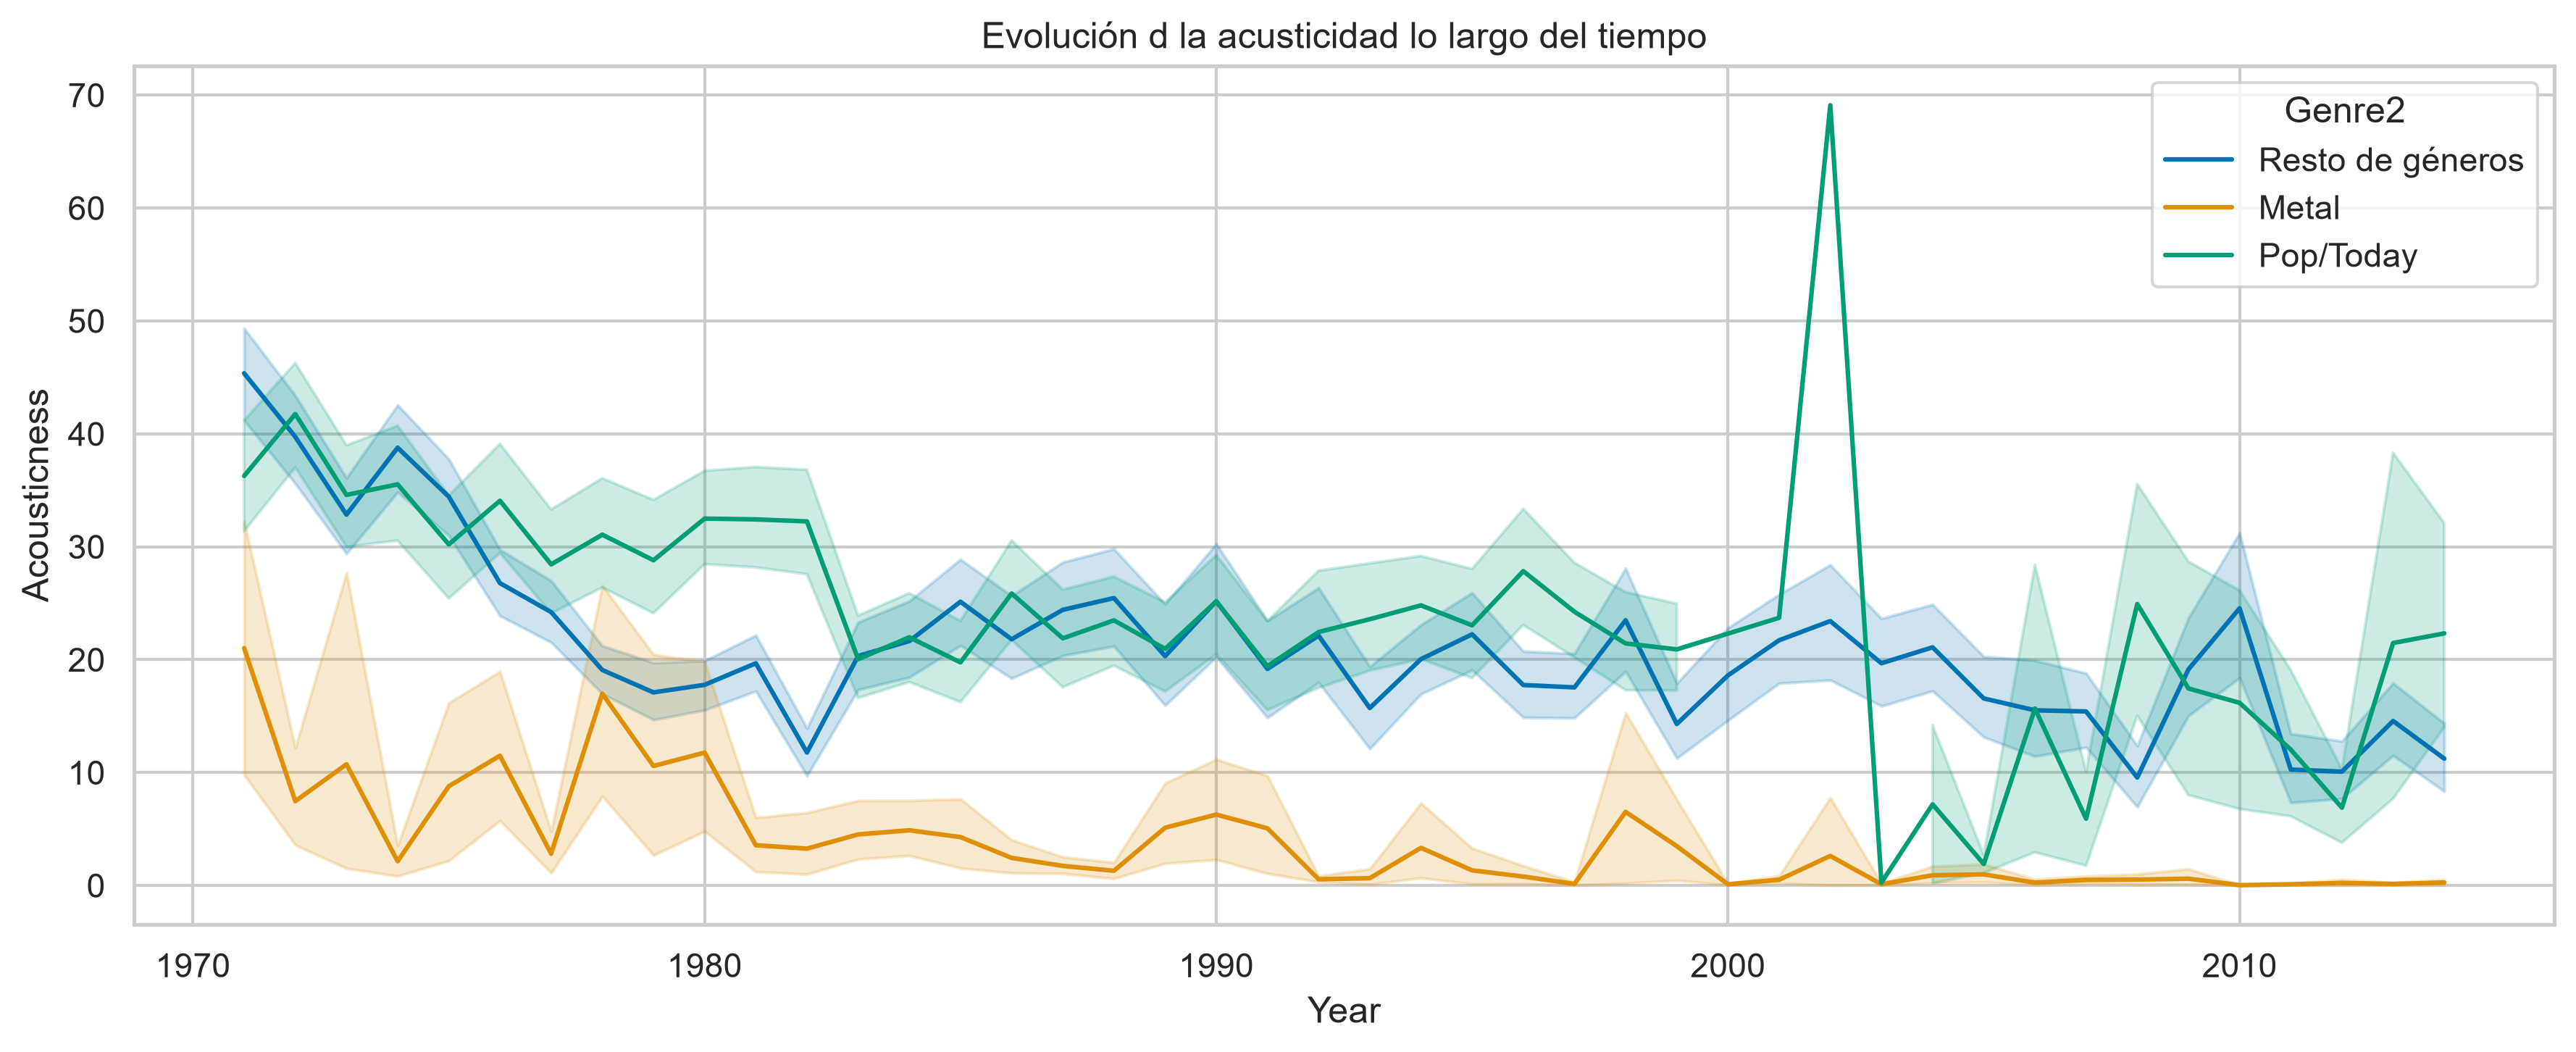 Evolución d la acusticidad lo largo del tiempo
70
60
50
40
30
20
10
0
Acousticness
1970
1980
1990
2000
2010
Year
Genre2
Resto de géneros
Metal
Pop/Today